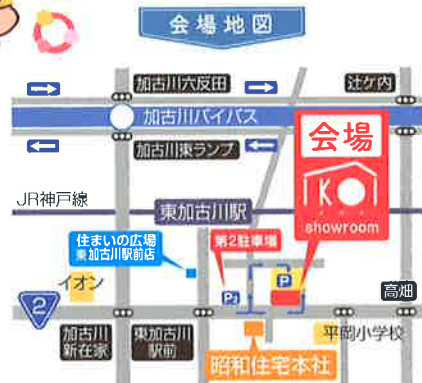 会場地図
加古川六反田
辻ケ内
加古川バイパス
加古川東ランプ
会場
KO
showroom
JR神戸線
東加古川駅
住まいの広場
東加古川駅前店
第2駐車場
P2
P
イオン
2
高畑
加古川
新在家
東加古川
駅前
平岡小学校
昭和住宅本社